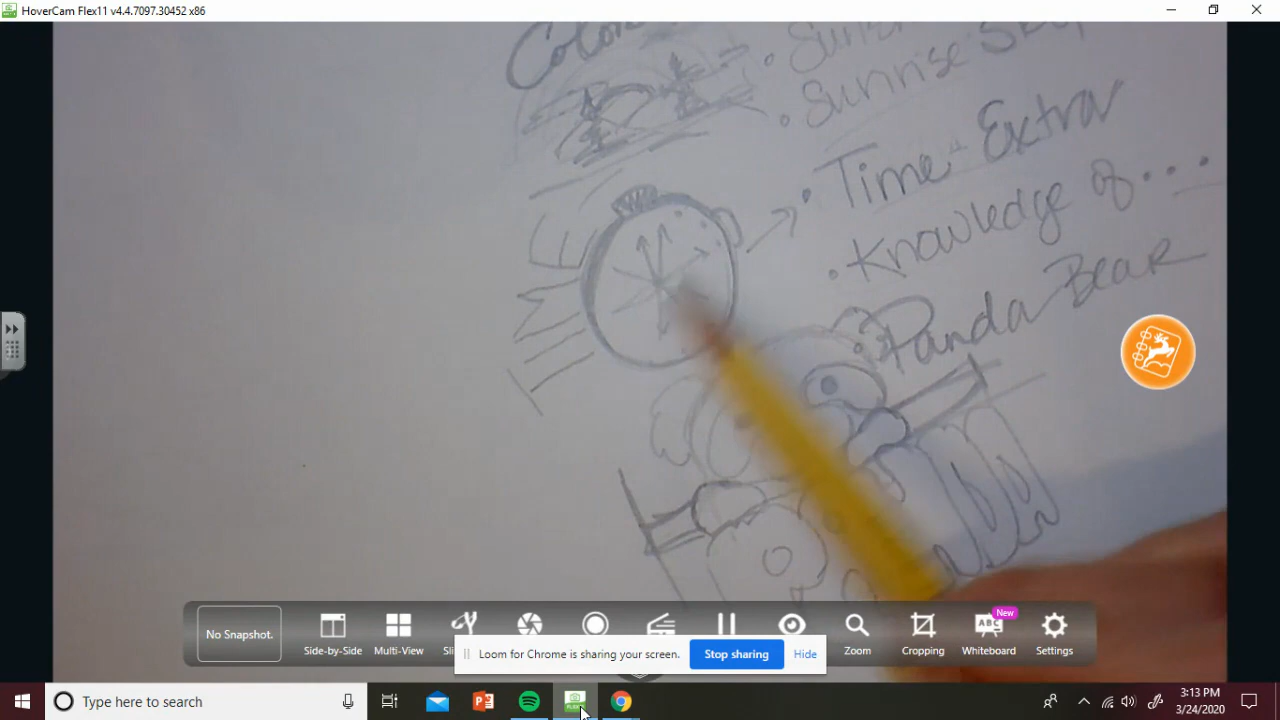 HoverCam Flex11 v4.4.7097.30452 x86
Sunrise
• Time - Extra
• Knowledge of...
• Panda Bear
TIME
No Snapshot.
Side-by-Side
Multi-View
Zoom
Cropping
New
ABC
Whiteboard
Settings
Loom for Chrome is sharing your screen.
Stop sharing
Hide
Type here to search
3:13 PM
3/24/2020